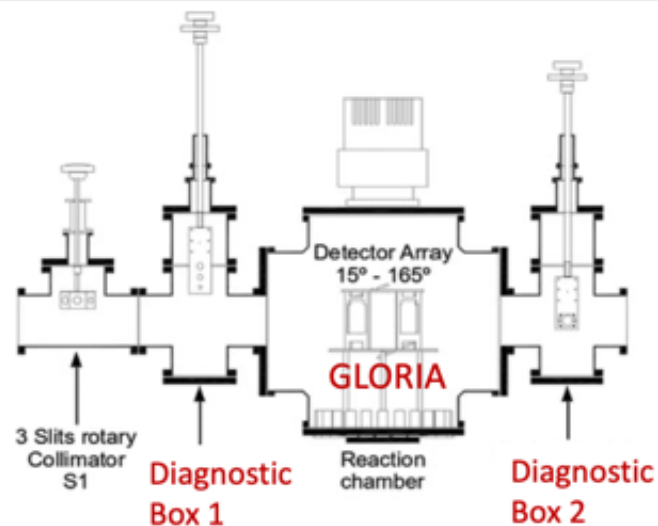 Detector Array
15º - 165º
GLORIA
3 Slits rotary
Collimator
S1
Diagnostic
Box 1
Reaction
chamber
Diagnostic
Box 2